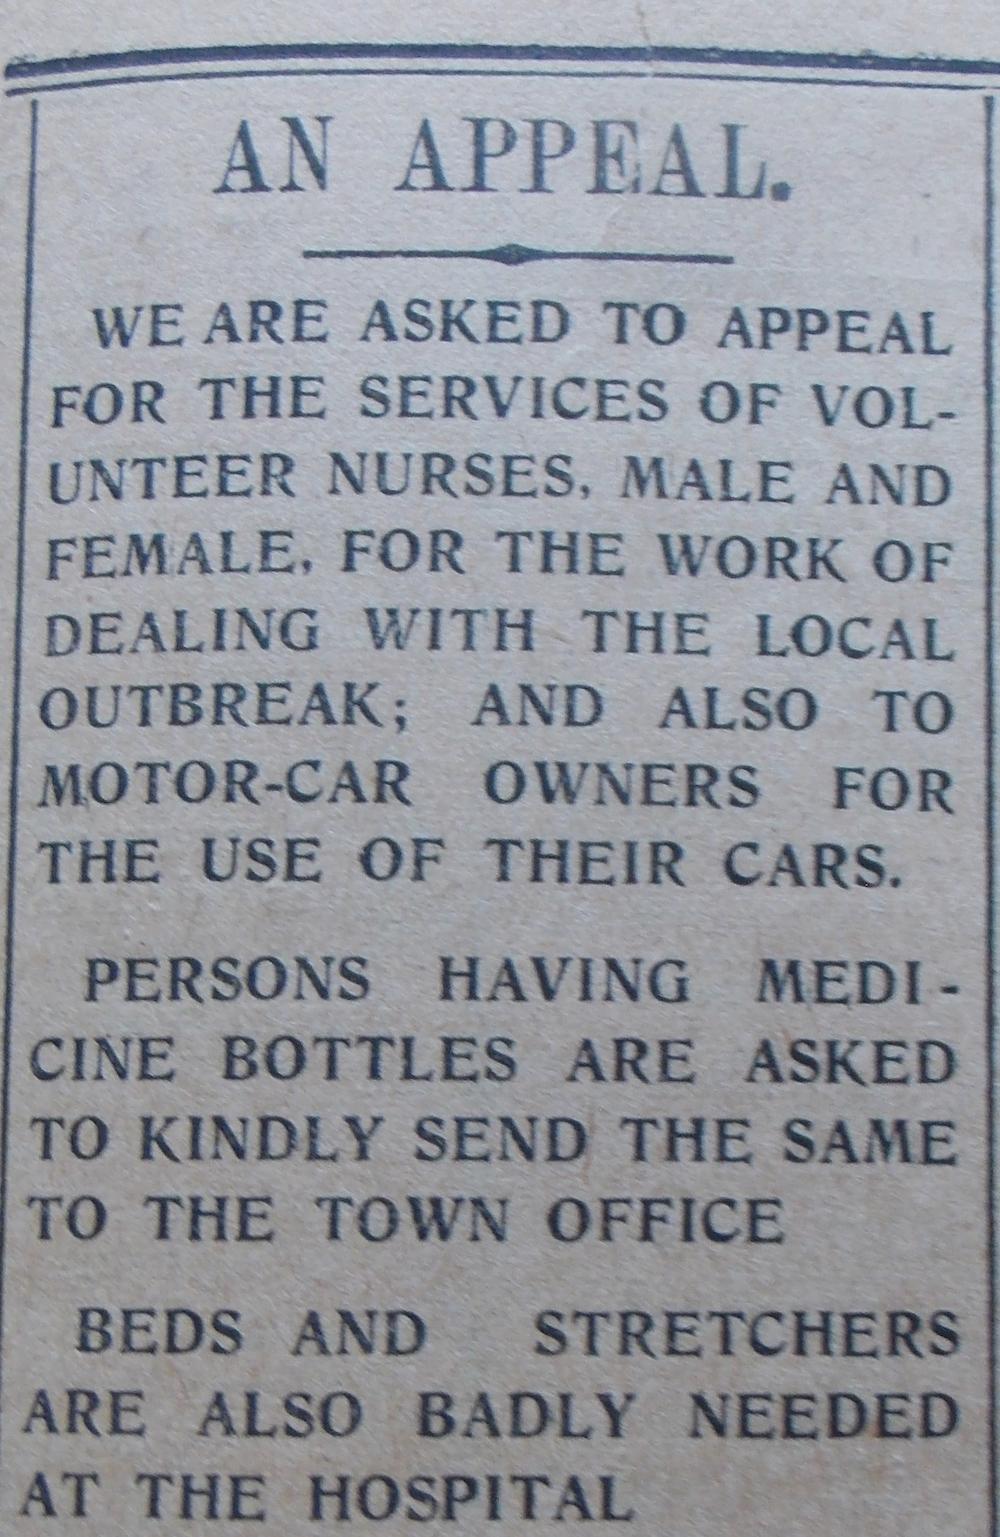 AN APPEAL.
WE ARE ASKED TO APPEAL
FOR THE SERVICES OF VOL-
UNTEER NURSES, MALE AND
FEMALE, FOR THE WORK OF
DEALING WITH THE LOCAL
OUTBREAK; AND ALSO TO
MOTOR-CAR OWNERS FOR
THE USE OF THEIR CARS.
PERSONS HAVING MEDI-
CINE BOTTLES ARE ASKED
TO KINDLY SEND THE SAME
TO THE TOWN OFFICE
BEDS AND STRETCHERS
ARE ALSO BADLY NEEDED
AT THE HOSPITAL